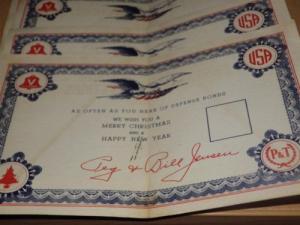 USA
USA
AS OFTEN AS YOU HEAR OF DEFENSE BONDS
WE WISH YOU A
MERRY CHRISTMAS
AND A
HAPPY NEW YEAR
Peg & Bill Jensen
P&T